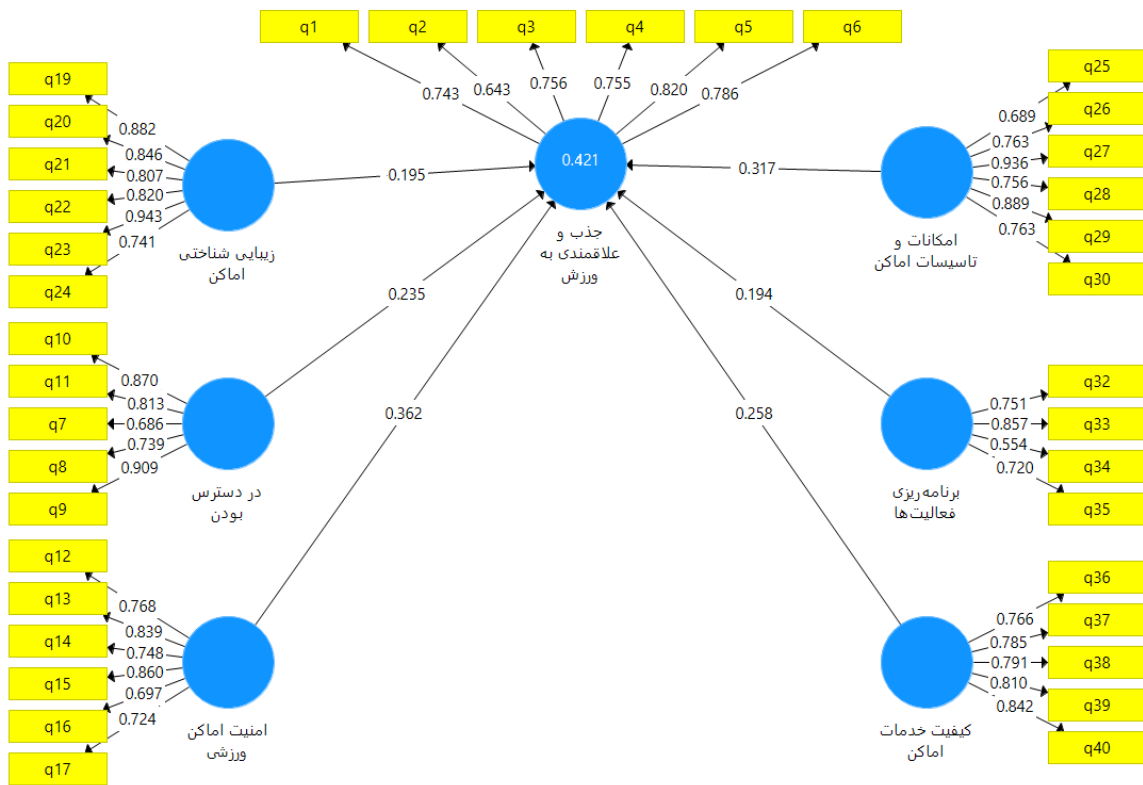 q1
q2
q3
q4
q5
q6
0.743
0.643
0.756
0.755
0.820
0.786
0.421
جذب و
علاقمندی به
ورزش
q19
q20
q21
q22
q23
q24
0.882
0.846
0.807
0.820
0.943
0.741
زیبایی شناختی
اماکن
0.195
q10
q11
q7
q8
q9
0.870
0.813
0.686
0.739
0.909
در دسترس
بودن
0.235
q12
q13
q14
q15
q16
q17
0.768
0.839
0.748
0.860
0.697
0.724
امنیت اماکن
ورزشی
0.362
q25
q26
q27
q28
q29
q30
0.689
0.763
0.936
0.756
0.889
0.763
امکانات و
تاسیسات اماکن
0.317
q32
q33
q34
q35
0.751
0.857
0.554
0.720
برنامه‌ریزی
فعالیت‌ها
0.194
q36
q37
q38
q39
q40
0.766
0.785
0.791
0.810
0.842
کیفیت خدمات
اماکن
0.258